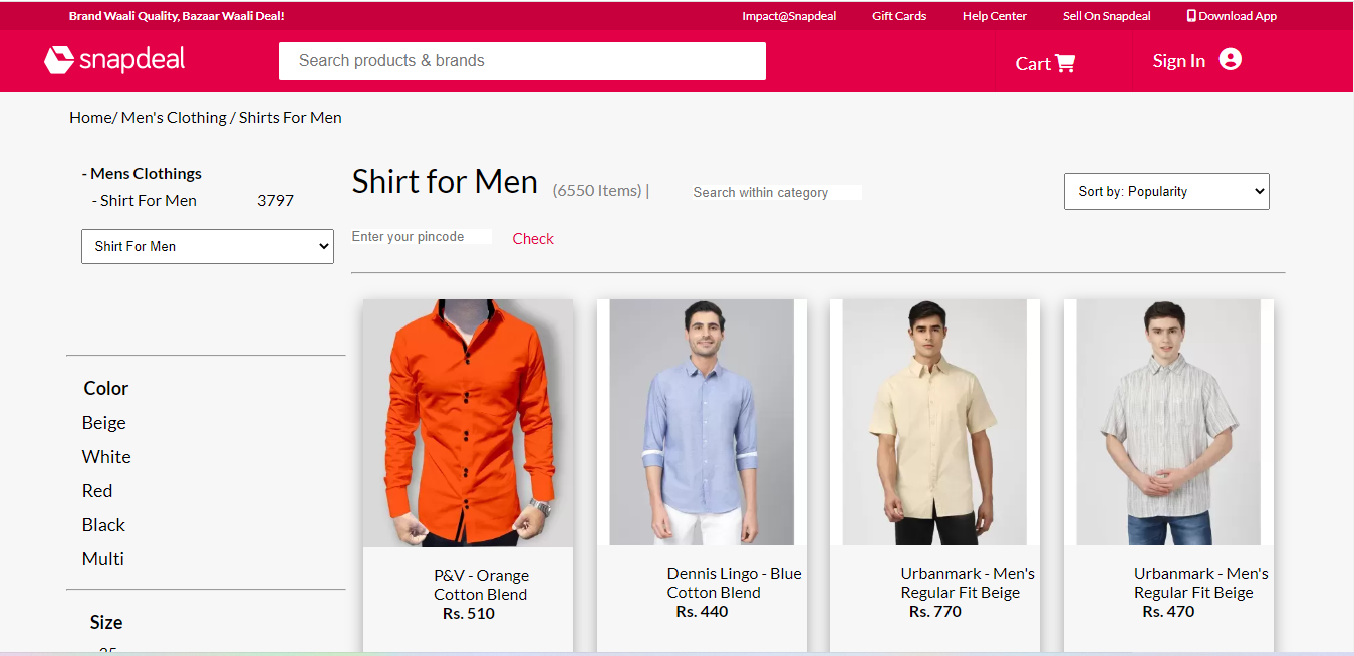 Brand Waali Quality, Bazaar Waali Deal!
Impact@Snapdeal Gift Cards Help Center Sell On Snapdeal Download App
snapdeal
Search products & brands
Cart
Sign In
Home/ Men's Clothing / Shirts For Men
- Mens Clothings
- Shirt For Men 3797
Shirt For Men
Shirt for Men (6550 Items) |
Search within category
Sort by: Popularity
Enter your pincode
Check
Color
Beige
White
Red
Black
Multi
Size
P&V - Orange
Cotton Blend
Rs. 510
Dennis Lingo - Blue
Cotton Blend
Rs. 440
Urbanmark - Men's
Regular Fit Beige
Rs. 770
Urbanmark - Men's
Regular Fit Beige
Rs. 470